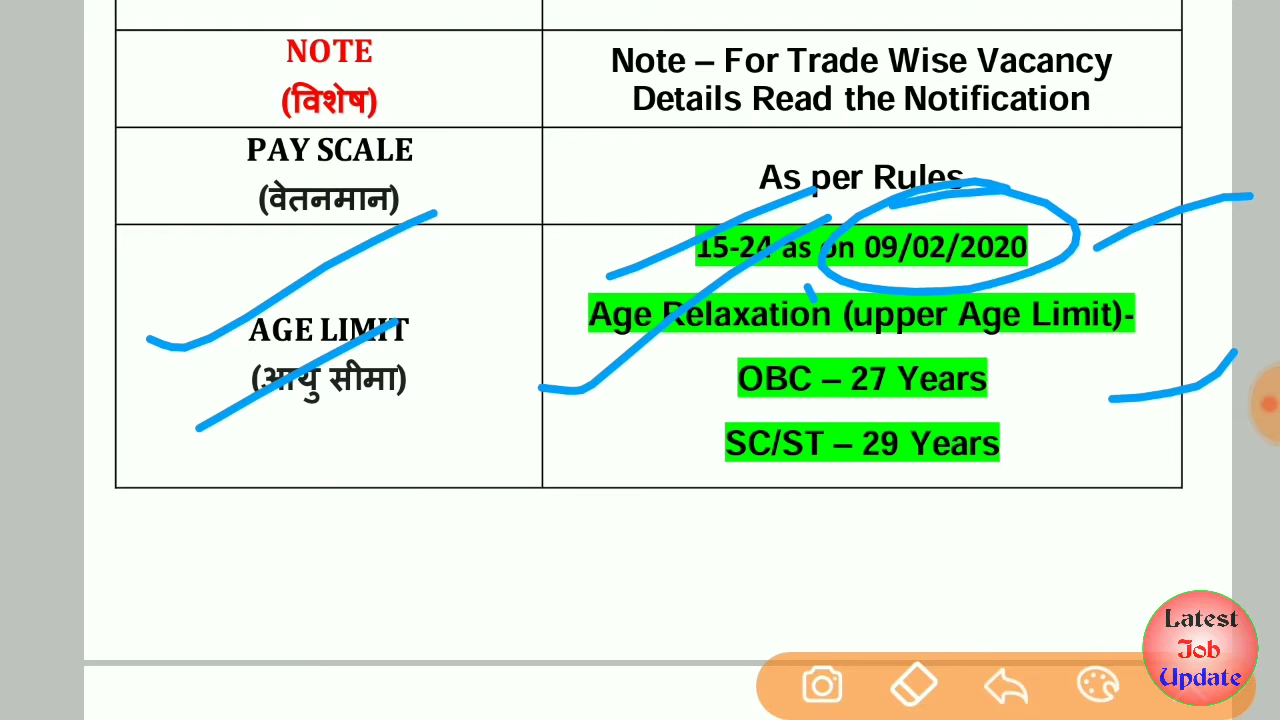 NOTE
(विशेष)
Note – For Trade Wise Vacancy
Details Read the Notification
PAY SCALE
(वेतनमान)
As per Rules
AGE LIMIT
(आयु सीमा)
15-24 as on 09/02/2020
Age Relaxation (upper Age Limit)-
OBC – 27 Years
SC/ST – 29 Years
Latest
Job
Update